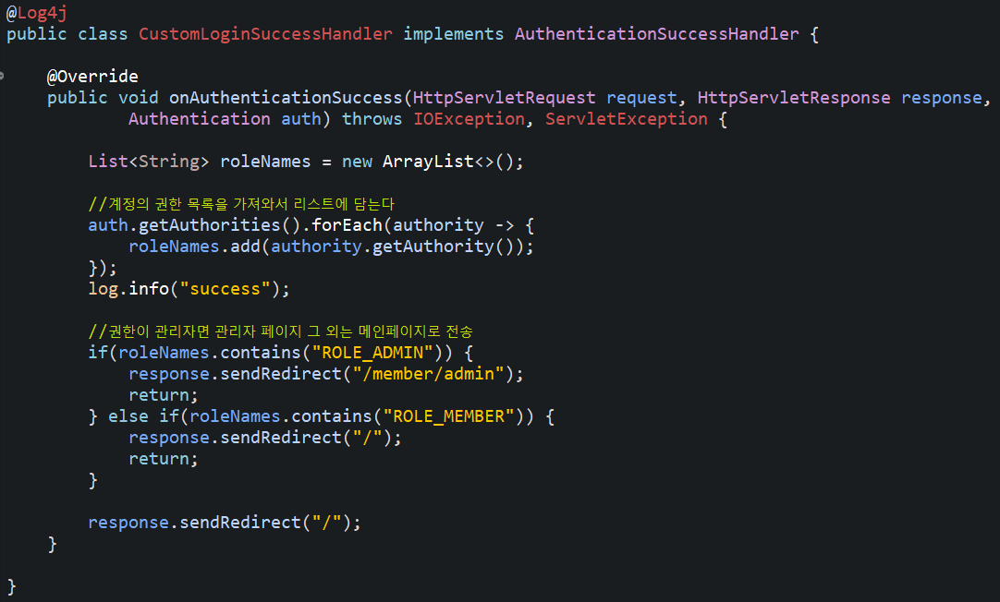 @Log4j
public class CustomLoginSuccessHandler implements AuthenticationSuccessHandler {
@Override
public void onAuthenticationSuccess(HttpServletRequest request, HttpServletResponse response,
Authentication auth) throws IOException, ServletException {
List<String> roleNames = new ArrayList<>();
//계정의 권한 목록을 가져와서 리스트에 담는다
auth.getAuthorities().forEach(authority -> {
roleNames.add(authority.getAuthority());
});
log.info("success");
//권한이 관리자면 관리자 페이지 그 외는 메인페이지로 전송
if(roleNames.contains("ROLE_ADMIN")) {
response.sendRedirect("/member/admin");
return;
} else if(roleNames.contains("ROLE_MEMBER")) {
response.sendRedirect("/");
return;
}
response.sendRedirect("/");
}
}